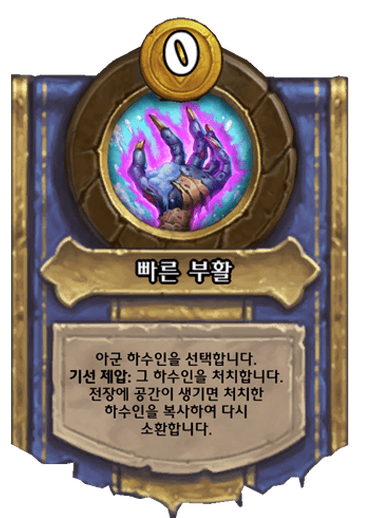 0
빠른 부활
아군 하수인을 선택합니다.
기선 제압: 그 하수인을 처치합니다.
전장에 공간이 생기면 처치한
하수인을 복사하여 다시
소환합니다.